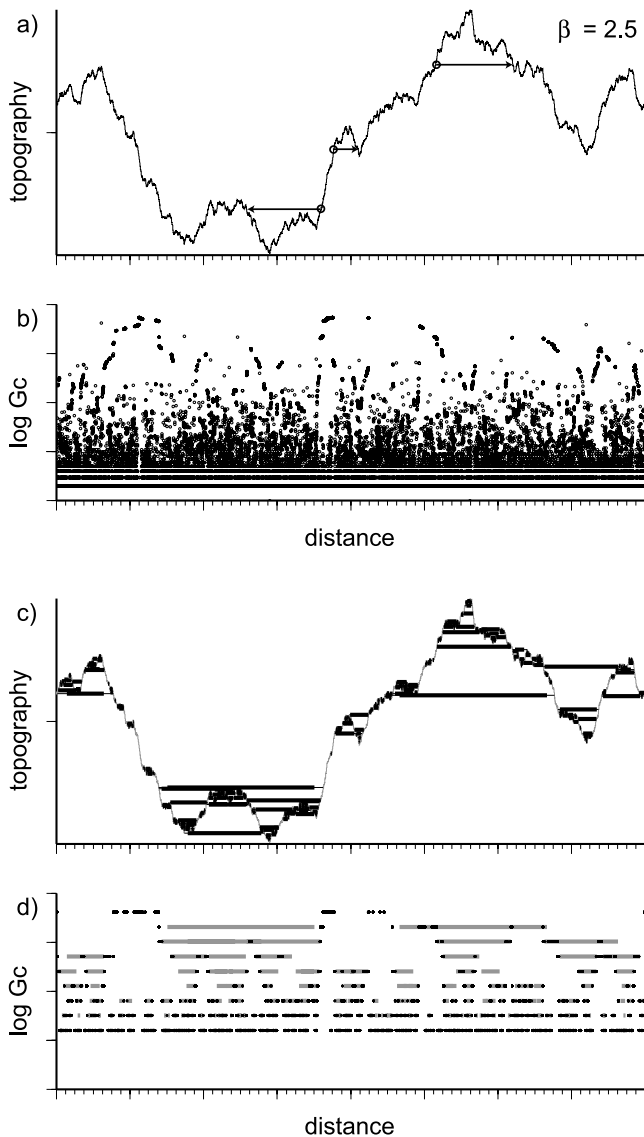 a)
β = 2.5
topography
b)
log Gc
distance
c)
topography
d)
log Gc
distance